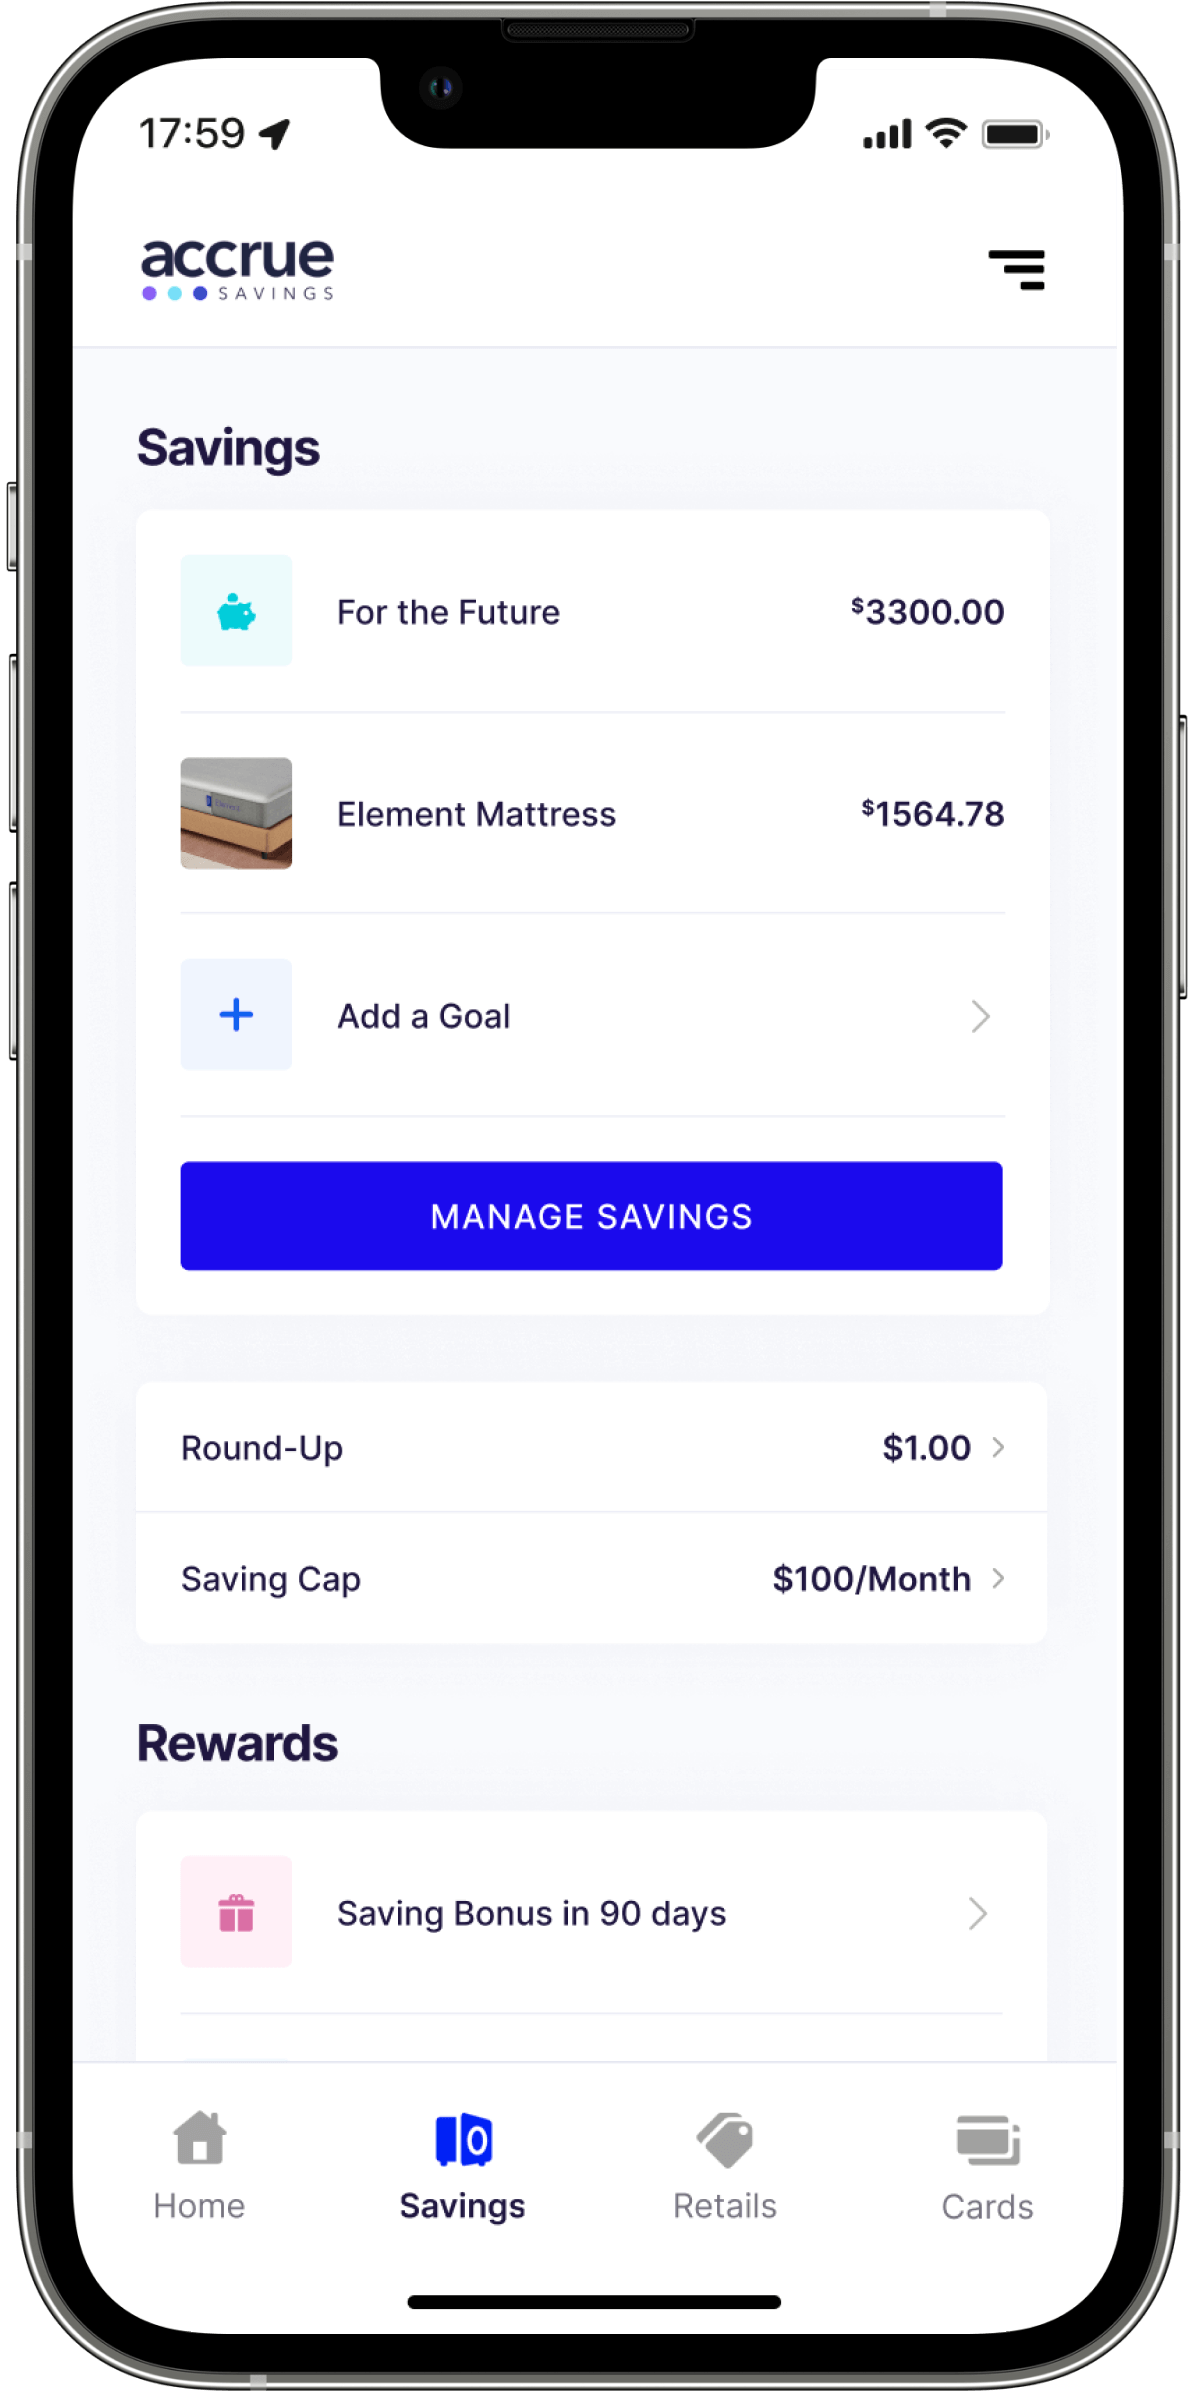 17:59
accrue
SAVINGS
Savings
For the Future $3300.00
Element Mattress $1564.78
Add a Goal
MANAGE SAVINGS
Round-Up $1.00
Saving Cap $100/Month
Rewards
Saving Bonus in 90 days
Home Savings Retails Cards